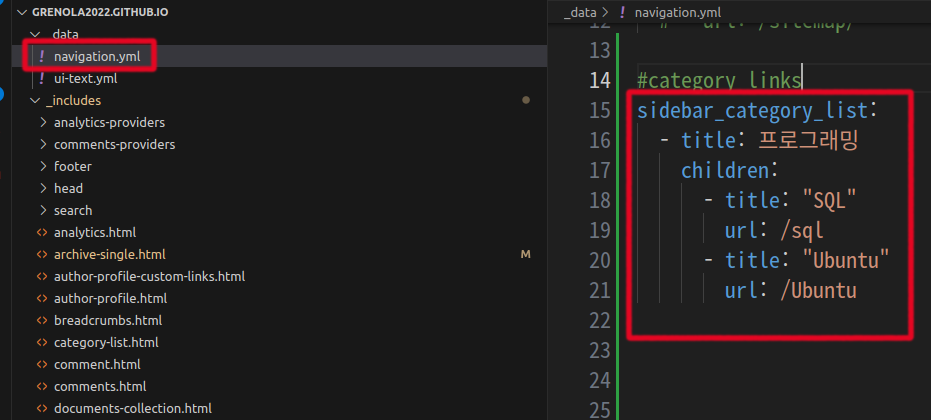 GRENOLA2022.GITHUB.IO
_data
! navigation.yml
! ui-text.yml
_includes
analytics-providers
comments-providers
footer
head
search
<> analytics.html
<> archive-single.html M
<> author-profile-custom-links.html
<> author-profile.html
<> breadcrumbs.html
<> category-list.html
<> comment.html
<> comments.html
<> documents-collection.html
_data > ! navigation.yml
12 # url: /sitemap/
13
14 #category links
15 sidebar_category_list:
16 - title: 프로그래밍
17 children:
18 - title: "SQL"
19 url: /sql
20 - title: "Ubuntu"
21 url: /Ubuntu
22
23
24
25